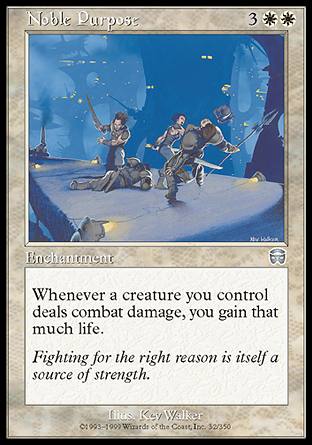 Noble Purpose 3
Enchantment
Whenever a creature you control
deals combat damage, you gain that
much life.
Fighting for the right reason is itself a
source of strength.
Kev Walker
Illus. Kev Walker
©1993–1999 Wizards of the Coast, Inc. 32/350